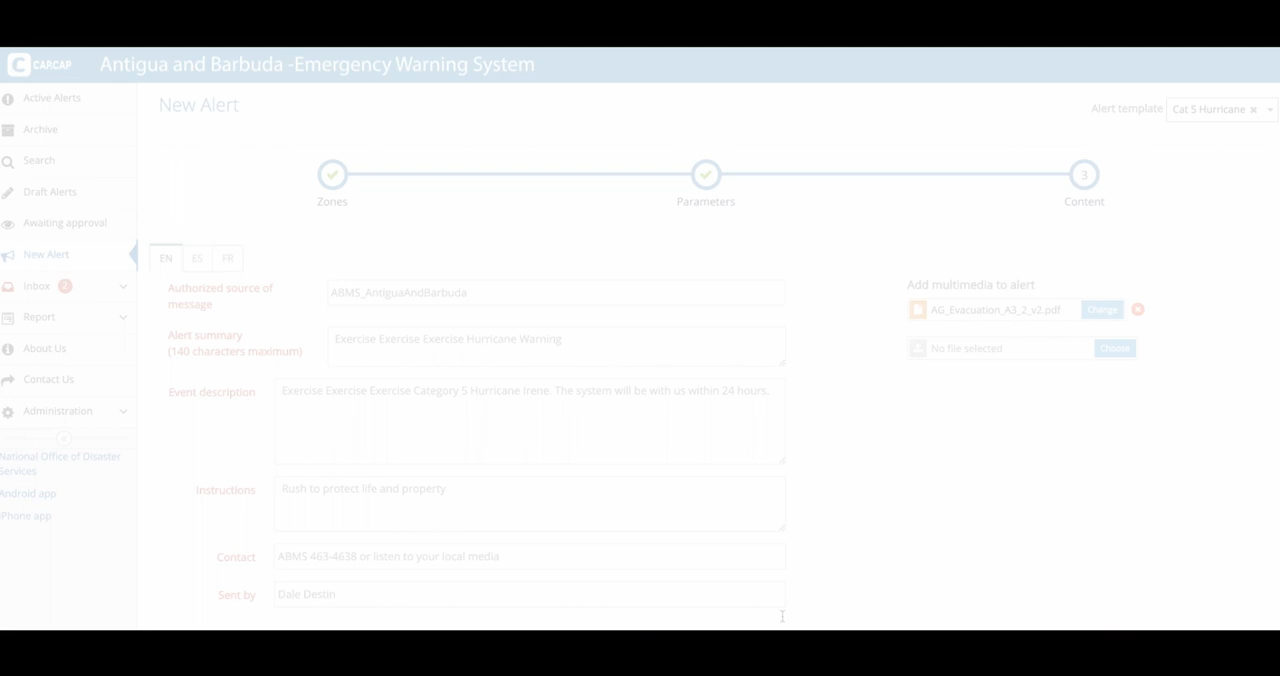 CAP.CAP
Antigua and Barbuda -Emergency Warning System
Active Alerts
Archive
Search
Draft Alerts
Awaiting approval
New Alert
Inbox 2
Report
About Us
Contact Us
Administration
National Office of Disaster
Services
Android app
iPhone app
New Alert
Alert template Cat 5 Hurricane
Zones
Parameters
3
Content
EN ES FR
Authorized source of
message
ABMS_AntiguaAndBarbuda
Alert summary
(140 characters maximum)
Exercise Exercise Exercise Hurricane Warning
Event description
Exercise Exercise Exercise Category 5 Hurricane Irene. The system will be with us within 24 hours.
Instructions
Rush to protect life and property
Contact
ABMS 463-4638 or listen to your local media
Sent by
Dale Destin
Add multimedia to alert
AG_Evacuation_A3_2_v2.pdf Change
No file selected Choose